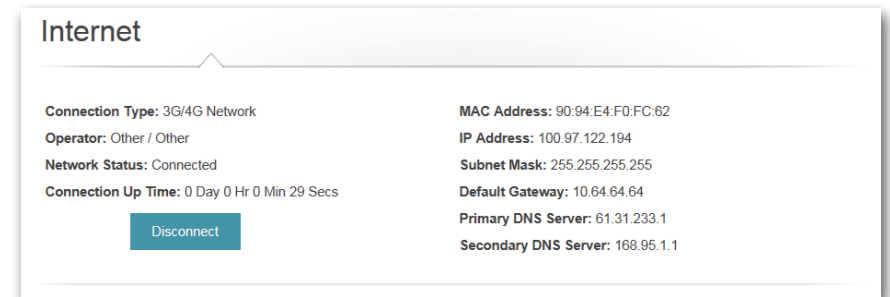 Internet
Connection Type: 3G/4G Network
Operator: Other / Other
Network Status: Connected
Connection Up Time: 0 Day 0 Hr 0 Min 29 Secs
Disconnect
MAC Address: 90:94:E4:F0:FC:62
IP Address: 100.97.122.194
Subnet Mask: 255.255.255.255
Default Gateway: 10.64.64.64
Primary DNS Server: 61.31.233.1
Secondary DNS Server: 168.95.1.1